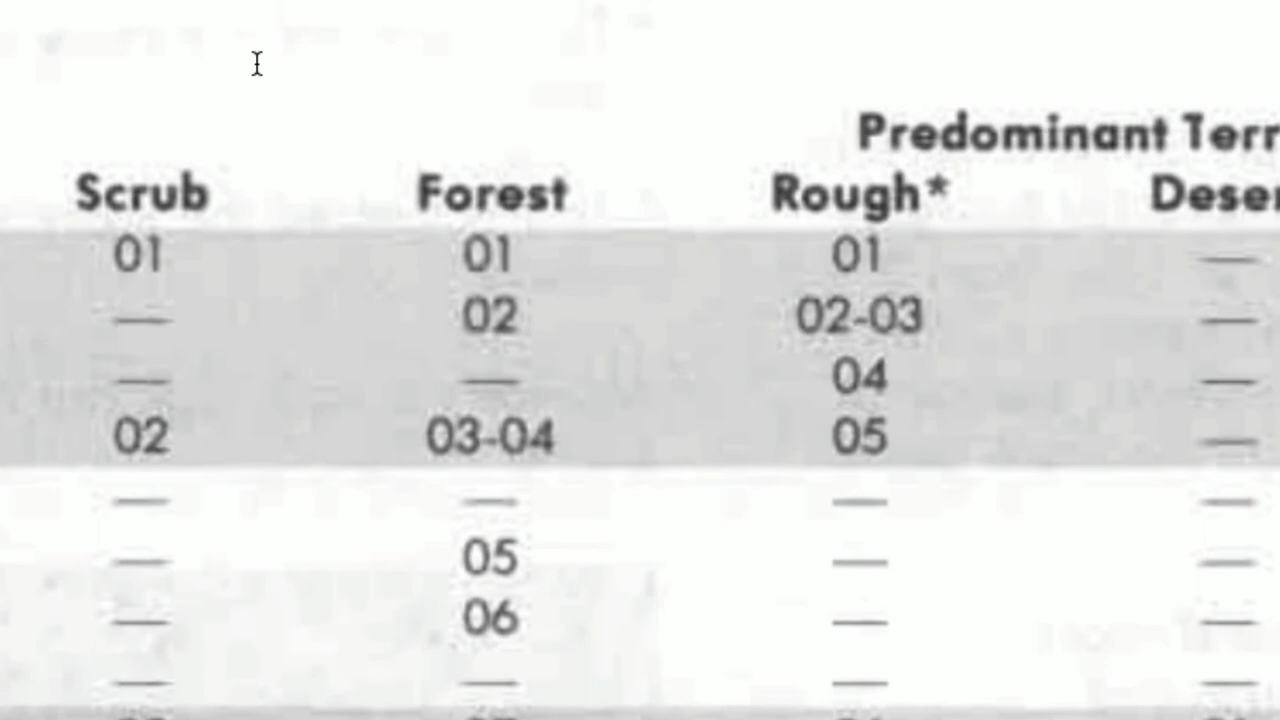 Predominant Terr
Scrub Forest Rough* Deser
01 01 01 —
— 02 02-03 —
— — 04 —
02 03-04 05 —
— — — —
— 05 — —
— 06 — —
— — — —